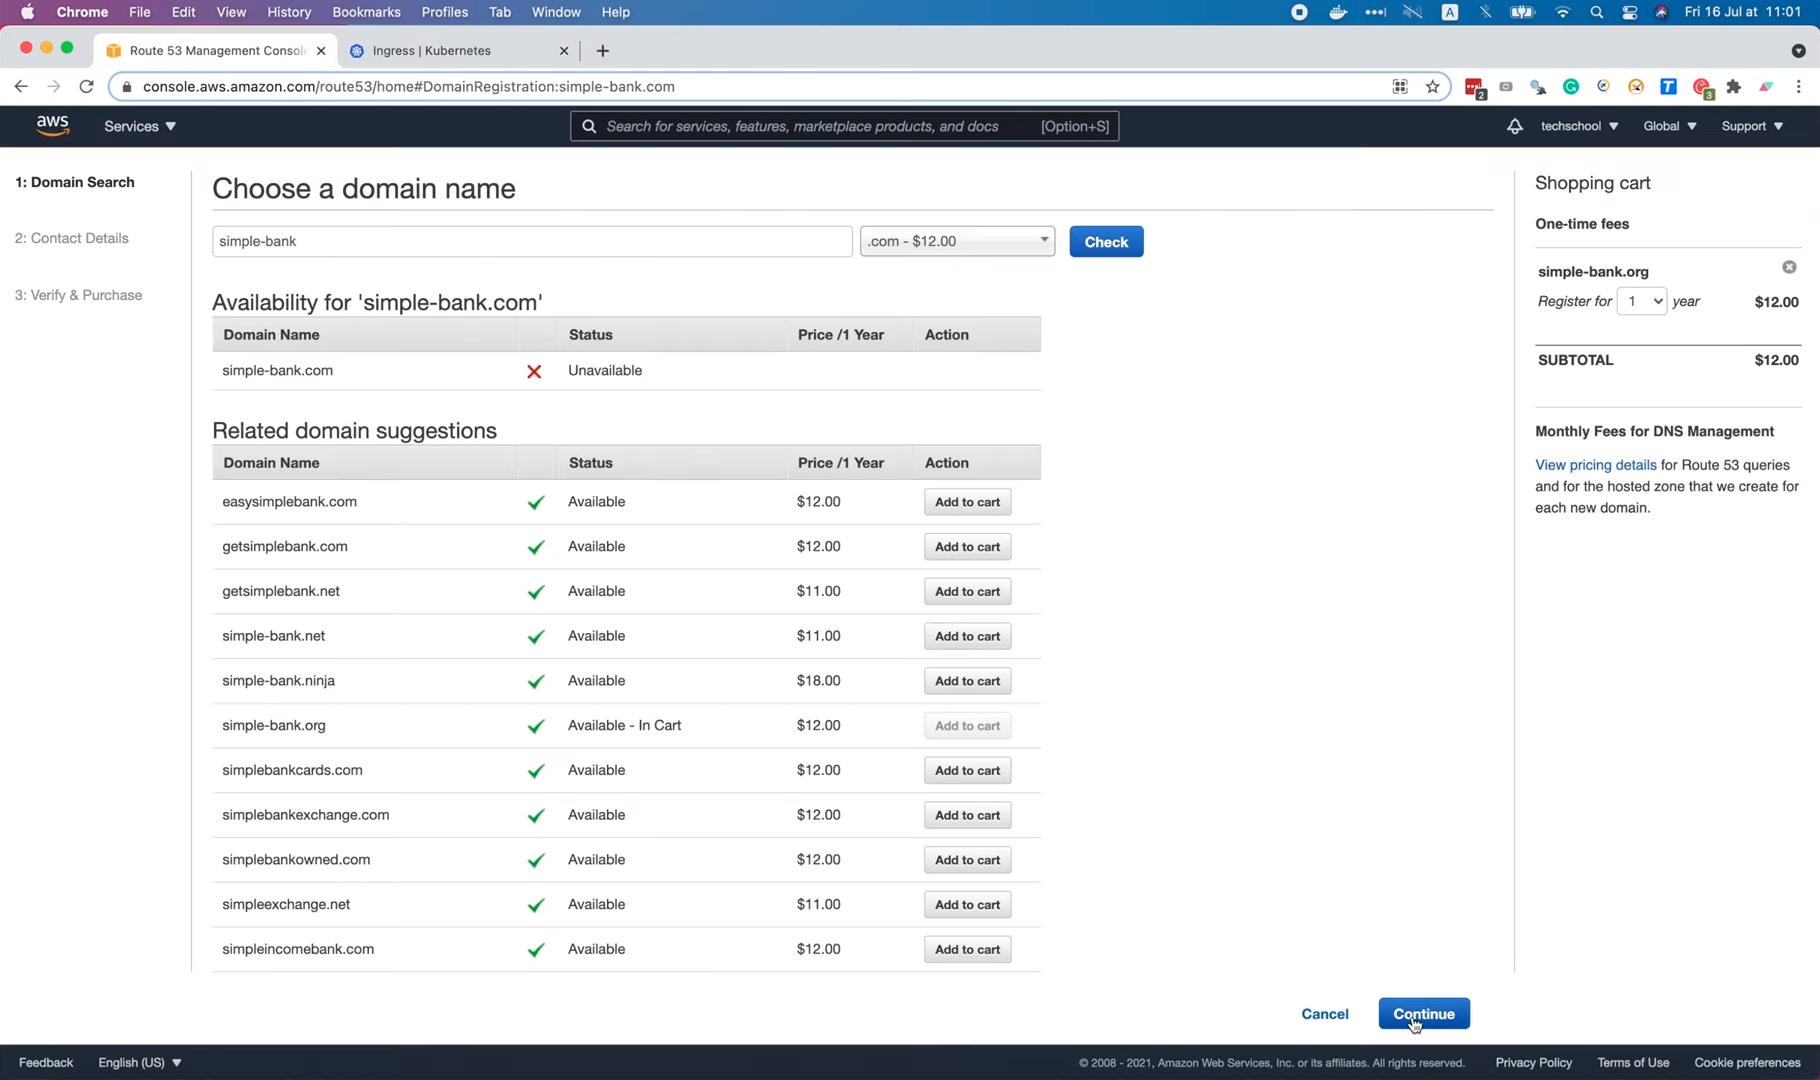 Chrome File Edit View History Bookmarks Profiles Tab Window Help A Fri 16 Jul at 11:01
Route 53 Management Consol Ingress | Kubernetes
console.aws.amazon.com/route53/home#DomainRegistration:simple-bank.com 2 T 3
aws Services Search for services, features, marketplace products, and docs [Option+S] techschool Global Support
1: Domain Search
2: Contact Details
3: Verify & Purchase
Choose a domain name
simple-bank .com - $12.00 Check
Availability for 'simple-bank.com'
Domain Name Status Price /1 Year Action
simple-bank.com Unavailable
Related domain suggestions
Domain Name Status Price /1 Year Action
easysimplebank.com Available $12.00 Add to cart
getsimplebank.com Available $12.00 Add to cart
getsimplebank.net Available $11.00 Add to cart
simple-bank.net Available $11.00 Add to cart
simple-bank.ninja Available $18.00 Add to cart
simple-bank.org Available - In Cart $12.00 Add to cart
simplebankcards.com Available $12.00 Add to cart
simplebankexchange.com Available $12.00 Add to cart
simplebankowned.com Available $12.00 Add to cart
simpleexchange.net Available $11.00 Add to cart
simpleincomebank.com Available $12.00 Add to cart
Cancel Continue
Shopping cart
One-time fees
simple-bank.org
Register for 1 year $12.00
SUBTOTAL $12.00
Monthly Fees for DNS Management
View pricing details for Route 53 queries
and for the hosted zone that we create for
each new domain.
Feedback English (US) © 2008 - 2021, Amazon Web Services, Inc. or its affiliates. All rights reserved. Privacy Policy Terms of Use Cookie preferences